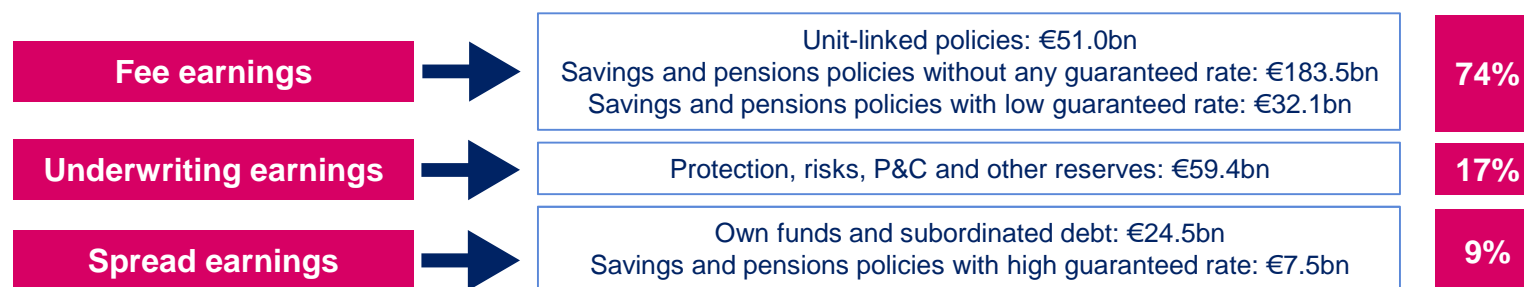 Fee earnings
Unit-linked policies: €51.0bn
Savings and pensions policies without any guaranteed rate: €183.5bn
Savings and pensions policies with low guaranteed rate: €32.1bn
74%
Underwriting earnings
Protection, risks, P&C and other reserves: €59.4bn
17%
Spread earnings
Own funds and subordinated debt: €24.5bn
Savings and pensions policies with high guaranteed rate: €7.5bn
9%